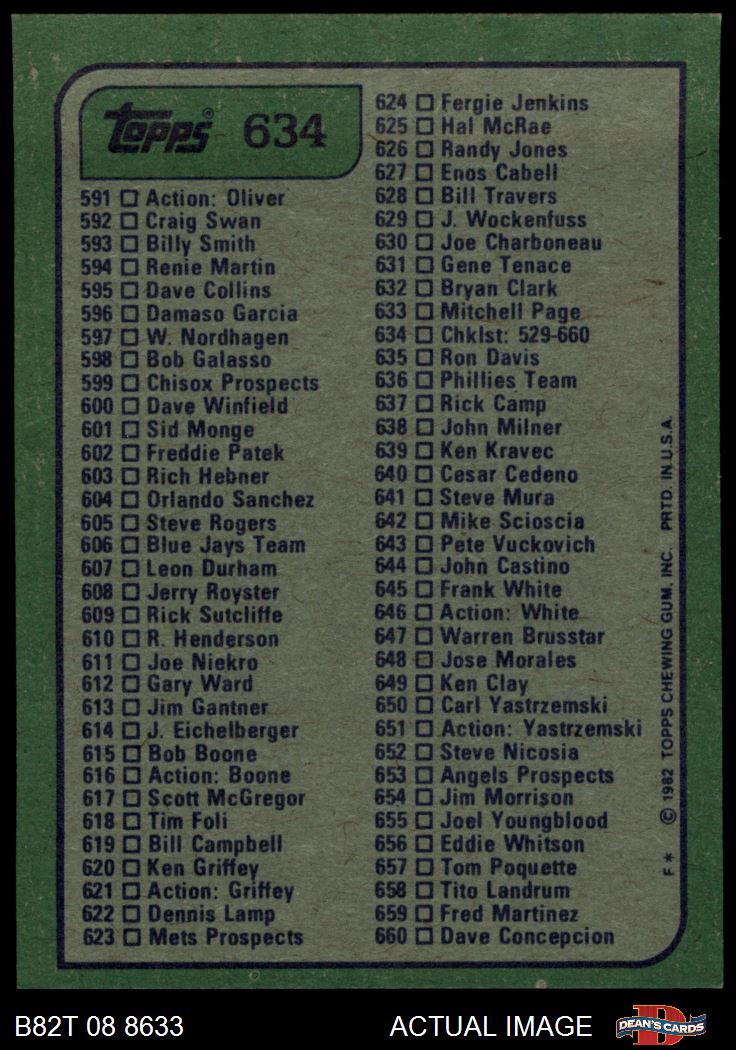 Topps® 634
591 Action: Oliver
592 Craig Swan
593 Billy Smith
594 Renie Martin
595 Dave Collins
596 Damaso Garcia
597 W. Nordhagen
598 Bob Galasso
599 Chisox Prospects
600 Dave Winfield
601 Sid Monge
602 Freddie Patek
603 Rich Hebner
604 Orlando Sanchez
605 Steve Rogers
606 Blue Jays Team
607 Leon Durham
608 Jerry Royster
609 Rick Sutcliffe
610 R. Henderson
611 Joe Niekro
612 Gary Ward
613 Jim Gantner
614 J. Eichelberger
615 Bob Boone
616 Action: Boone
617 Scott McGregor
618 Tim Foli
619 Bill Campbell
620 Ken Griffey
621 Action: Griffey
622 Dennis Lamp
623 Mets Prospects
624 Fergie Jenkins
625 Hal McRae
626 Randy Jones
627 Enos Cabell
628 Bill Travers
629 J. Wockenfuss
630 Joe Charboneau
631 Gene Tenace
632 Bryan Clark
633 Mitchell Page
634 Chklst: 529-660
635 Ron Davis
636 Phillies Team
637 Rick Camp
638 John Milner
639 Ken Kravec
640 Cesar Cedeno
641 Steve Mura
642 Mike Scioscia
643 Pete Vuckovich
644 John Castino
645 Frank White
646 Action: White
647 Warren Brusstar
648 Jose Morales
649 Ken Clay
650 Carl Yastrzemski
651 Action: Yastrzemski
652 Steve Nicosia
653 Angels Prospects
654 Jim Morrison
655 Joel Youngblood
656 Eddie Whitson
657 Tom Poquette
658 Tito Landrum
659 Fred Martinez
660 Dave Concepcion
F* © 1982 TOPPS CHEWING GUM, INC. PRTD. IN U.S.A.
B82T 08 8633 ACTUAL IMAGE
D
DEAN'S CARDS